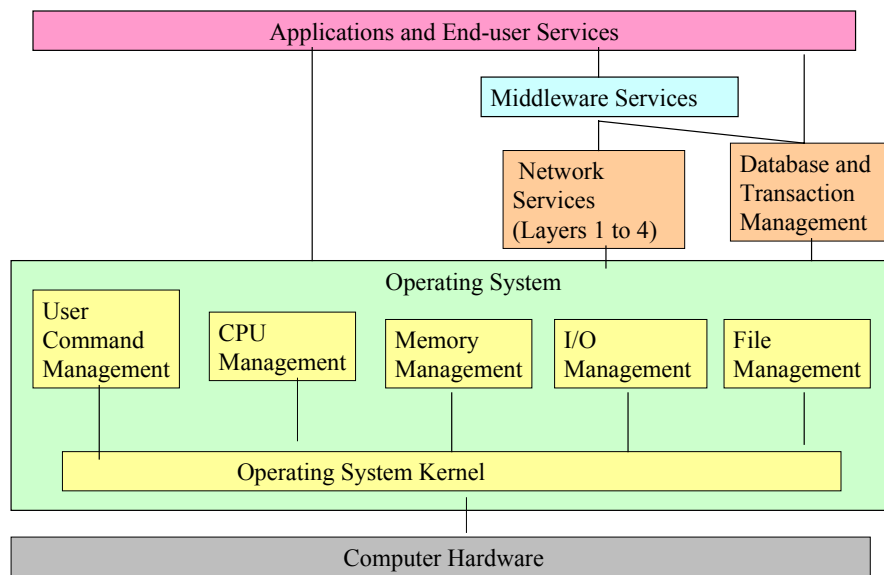 Applications and End-user Services
Middleware Services
Network
Services
(Layers 1 to 4)
Database and
Transaction
Management
Operating System
User
Command
Management
CPU
Management
Memory
Management
I/O
Management
File
Management
Operating System Kernel
Computer Hardware